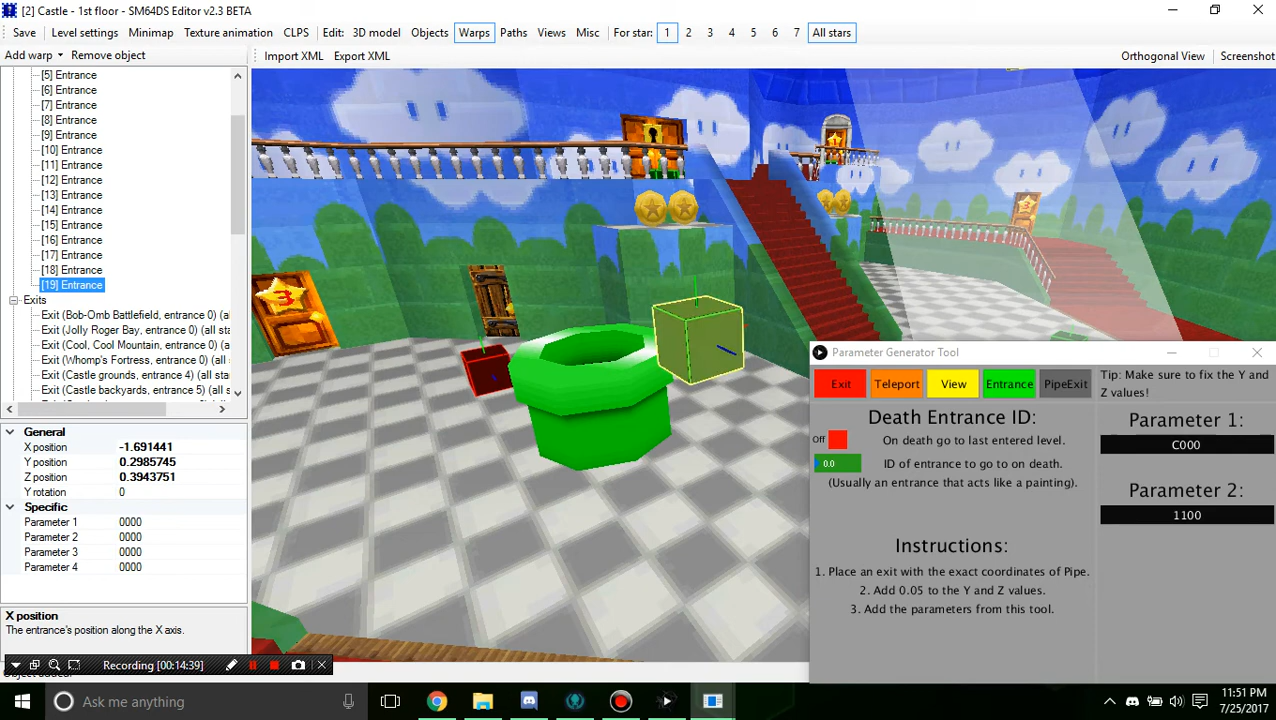 [2] Castle - 1st floor - SM64DS Editor v2.3 BETA
Save Level settings Minimap Texture animation CLPS Edit: 3D model Objects Warps Paths Views Misc For star: 1 2 3 4 5 6 7 All stars
Add warp Remove object Import XML Export XML Orthogonal View Screenshot
[5] Entrance
[6] Entrance
[7] Entrance
[8] Entrance
[9] Entrance
[10] Entrance
[11] Entrance
[12] Entrance
[13] Entrance
[14] Entrance
[15] Entrance
[16] Entrance
[17] Entrance
[18] Entrance
[19] Entrance
Exits
Exit (Bob-Omb Battlefield, entrance 0) (all sta
Exit (Jolly Roger Bay, entrance 0) (all stars)
Exit (Cool, Cool Mountain, entrance 0) (all s
Exit (Whomp's Fortress, entrance 0) (all sta
Exit (Castle grounds, entrance 4) (all stars)
Exit (Castle backyards, entrance 5) (all star
General
X position -1.691441
Y position 0.2985745
Z position 0.3943751
Y rotation 0
Specific
Parameter 1 0000
Parameter 2 0000
Parameter 3 0000
Parameter 4 0000
X position
The entrance's position along the X axis.
Recording [00:14:39]
3
Parameter Generator Tool
Exit Teleport View Entrance PipeExit
Tip: Make sure to fix the Y and
Z values!
Death Entrance ID:
Off On death go to last entered level.
0.0 ID of entrance to go to on death.
(Usually an entrance that acts like a painting).
Instructions:
1. Place an exit with the exact coordinates of Pipe.
2. Add 0.05 to the Y and Z values.
3. Add the parameters from this tool.
Parameter 1:
C000
Parameter 2:
1100
Ask me anything
11:51 PM
7/25/2017